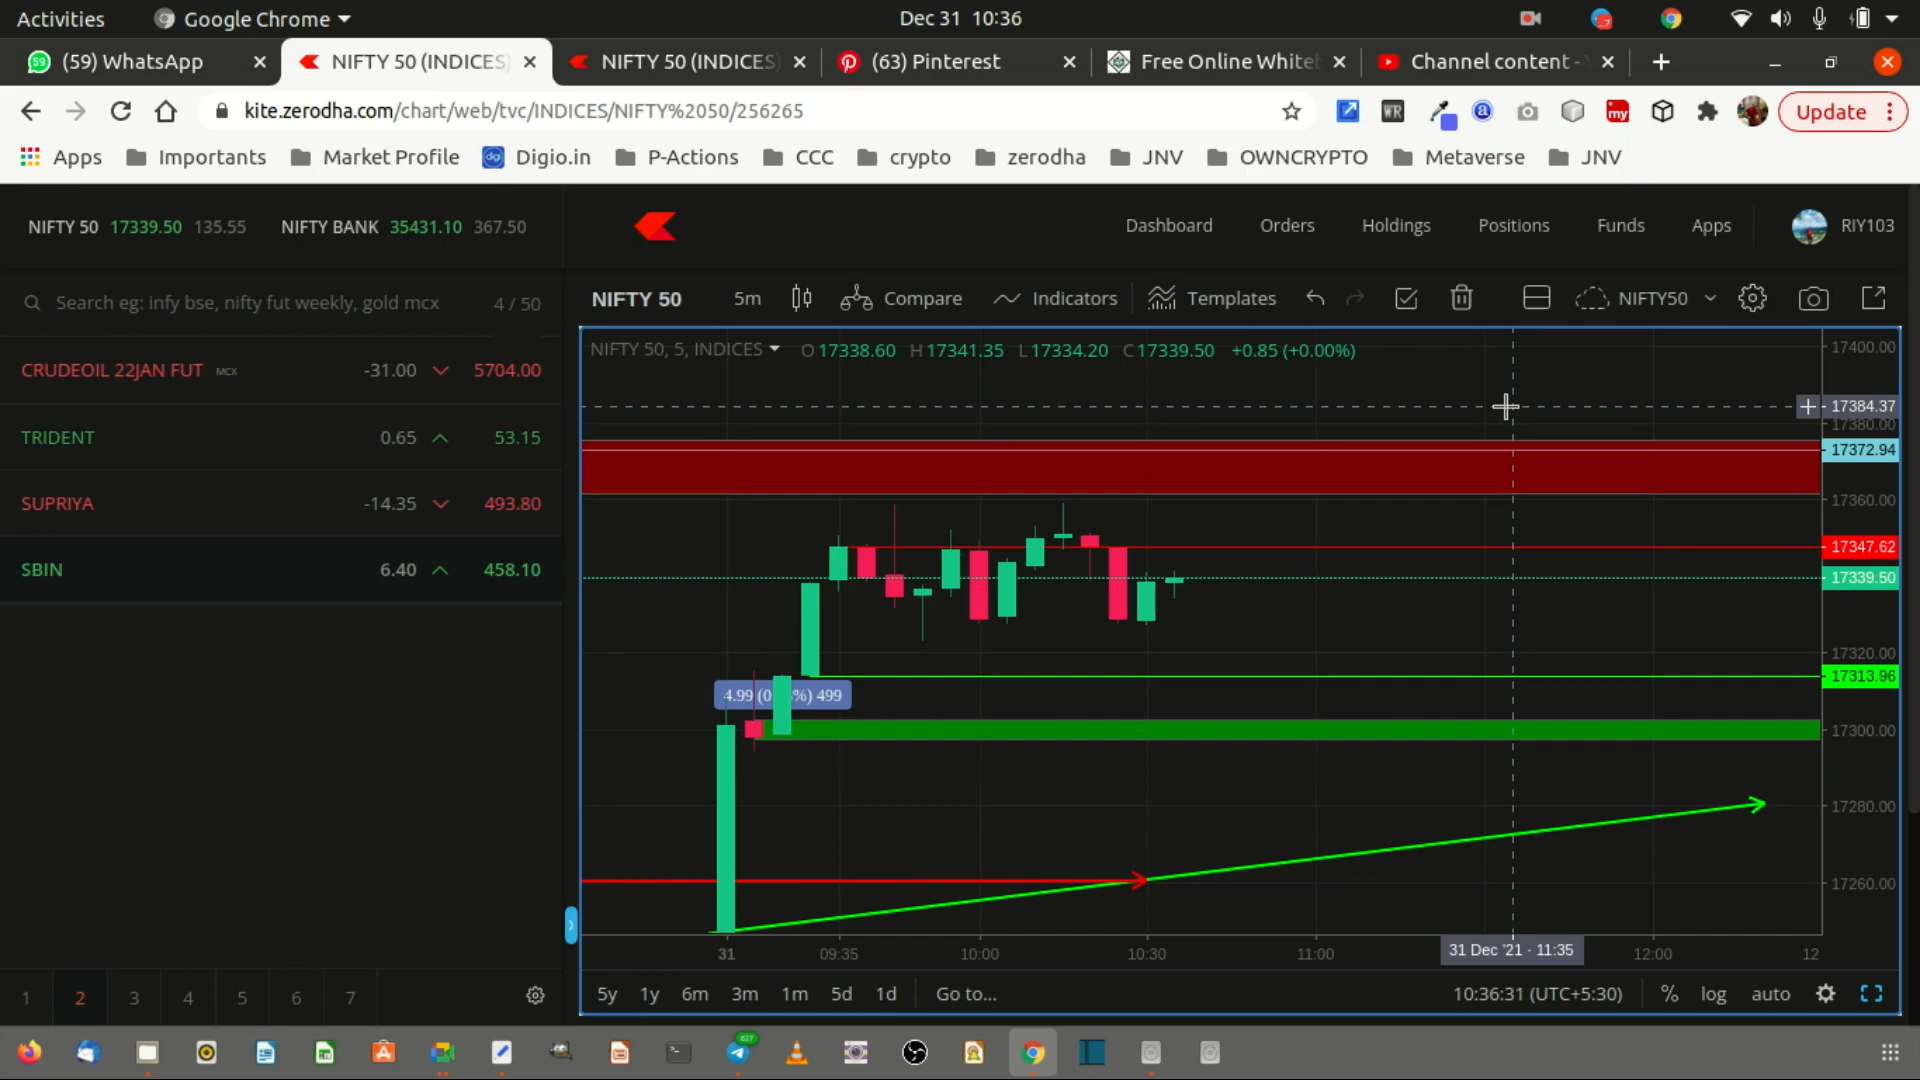 Activities Google Chrome Dec 31 10:36
(59) WhatsApp NIFTY 50 (INDICES) NIFTY 50 (INDICES) (63) Pinterest Free Online White Channel content -
kite.zerodha.com/chart/web/tvc/INDICES/NIFTY%2050/256265 WR a my Update
Apps Importants Market Profile Digio.in P-Actions CCC crypto zerodha JNV OWNCRYPTO Metaverse JNV
NIFTY 50 17339.50 135.55 NIFTY BANK 35431.10 367.50 Dashboard Orders Holdings Positions Funds Apps RIY103
Search eg: infy bse, nifty fut weekly, gold mcx 4 / 50
NIFTY 50 5m Compare Indicators Templates NIFTY50
CRUDEOIL 22JAN FUT MCX -31.00 5704.00
TRIDENT 0.65 53.15
SUPRIYA -14.35 493.80
SBIN 6.40 458.10
NIFTY 50, 5, INDICES O 17338.60 H 17341.35 L 17334.20 C 17339.50 +0.85 (+0.00%)
17400.00
17384.37
17380.00
17372.94
17360.00
17347.62
17339.50
17320.00
17313.96
17300.00
17280.00
17260.00
31 09:35 10:00 10:30 11:00 31 Dec '21 · 11:35 12:00 12
1 2 3 4 5 6 7
5y 1y 6m 3m 1m 5d 1d Go to... 10:36:31 (UTC+5:30) % log auto
627